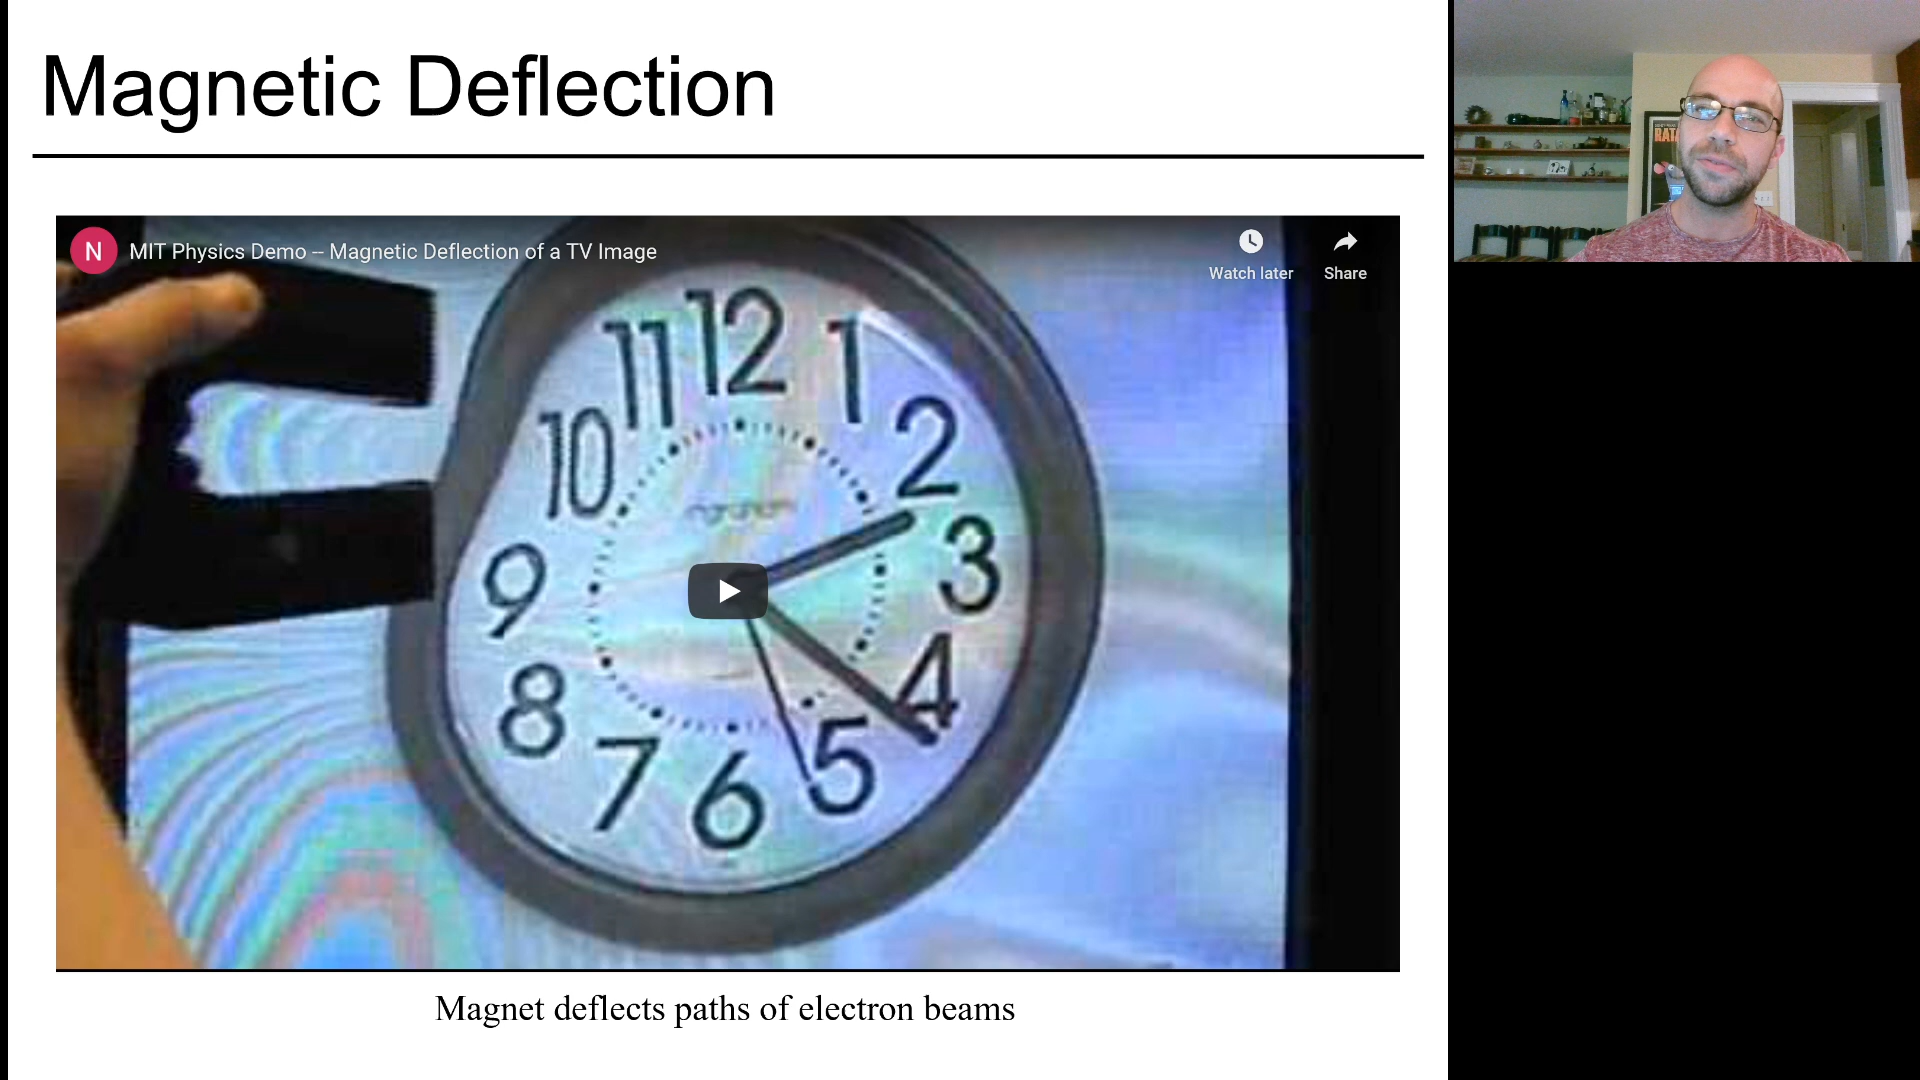 Magnetic Deflection
N
MIT Physics Demo -- Magnetic Deflection of a TV Image
Watch later
Share
12
11
1
10
2
9
3
8
4
7
6
5
Magnet deflects paths of electron beams
RAT